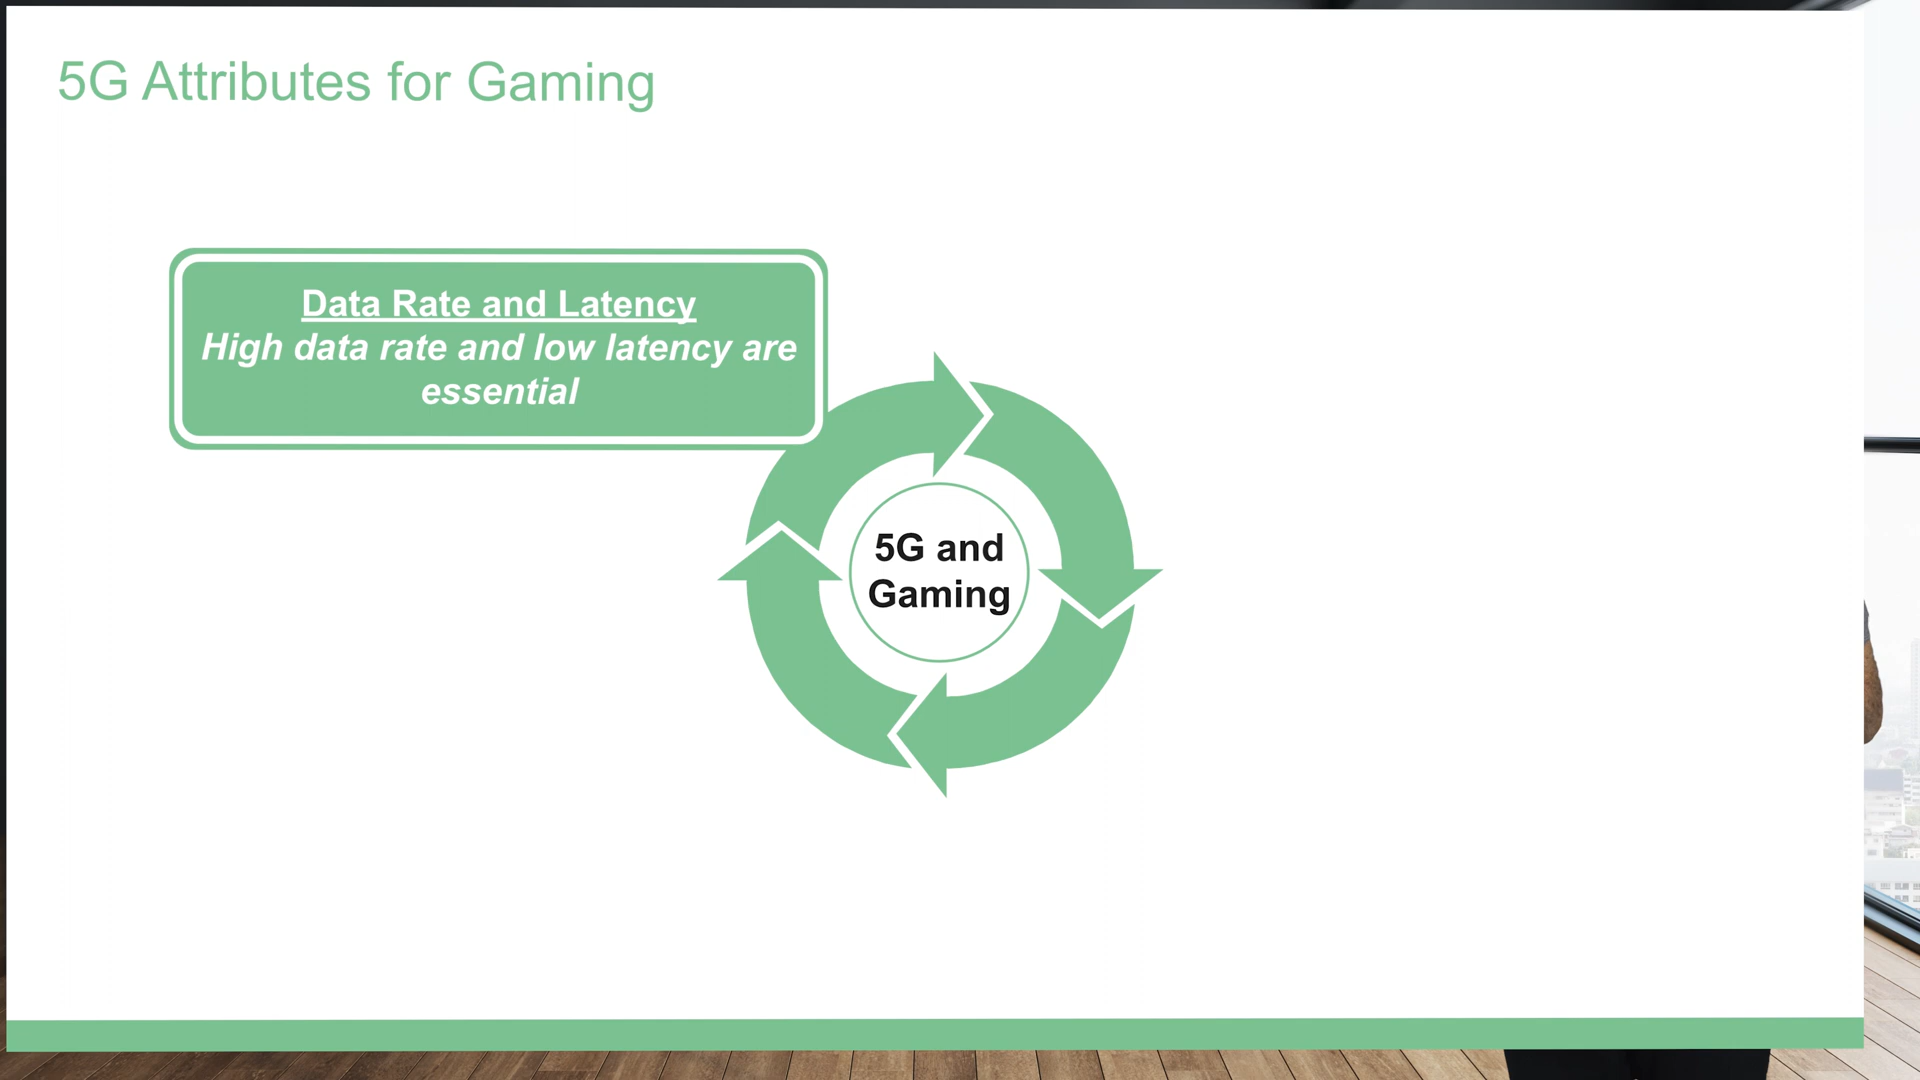 5G Attributes for Gaming
Data Rate and Latency
High data rate and low latency are
essential
5G and
Gaming